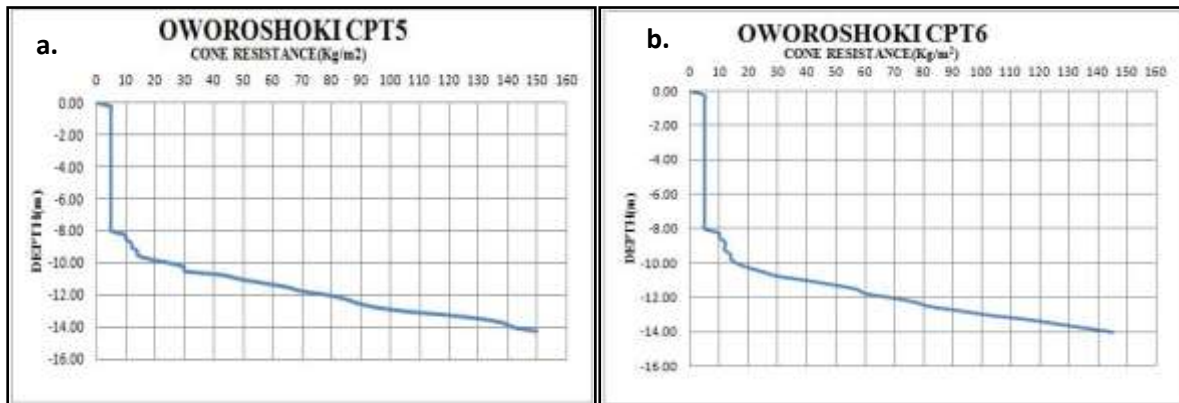 a.
OWOROSHOKI CPT5
CONE RESISTANCE(Kg/m2)
0 10 20 30 40 50 60 70 80 90 100 110 120 130 140 150 160
0.00
-2.00
-4.00
-6.00
-8.00
-10.00
-12.00
-14.00
-16.00
DEPTH(m)
b.
OWOROSHOKI CPT6
CONE RESISTANCE(Kg/m²)
0 10 20 30 40 50 60 70 80 90 100 110 120 130 140 150 160
0.00
-2.00
-4.00
-6.00
-8.00
-10.00
-12.00
-14.00
-16.00
DEPTH(m)